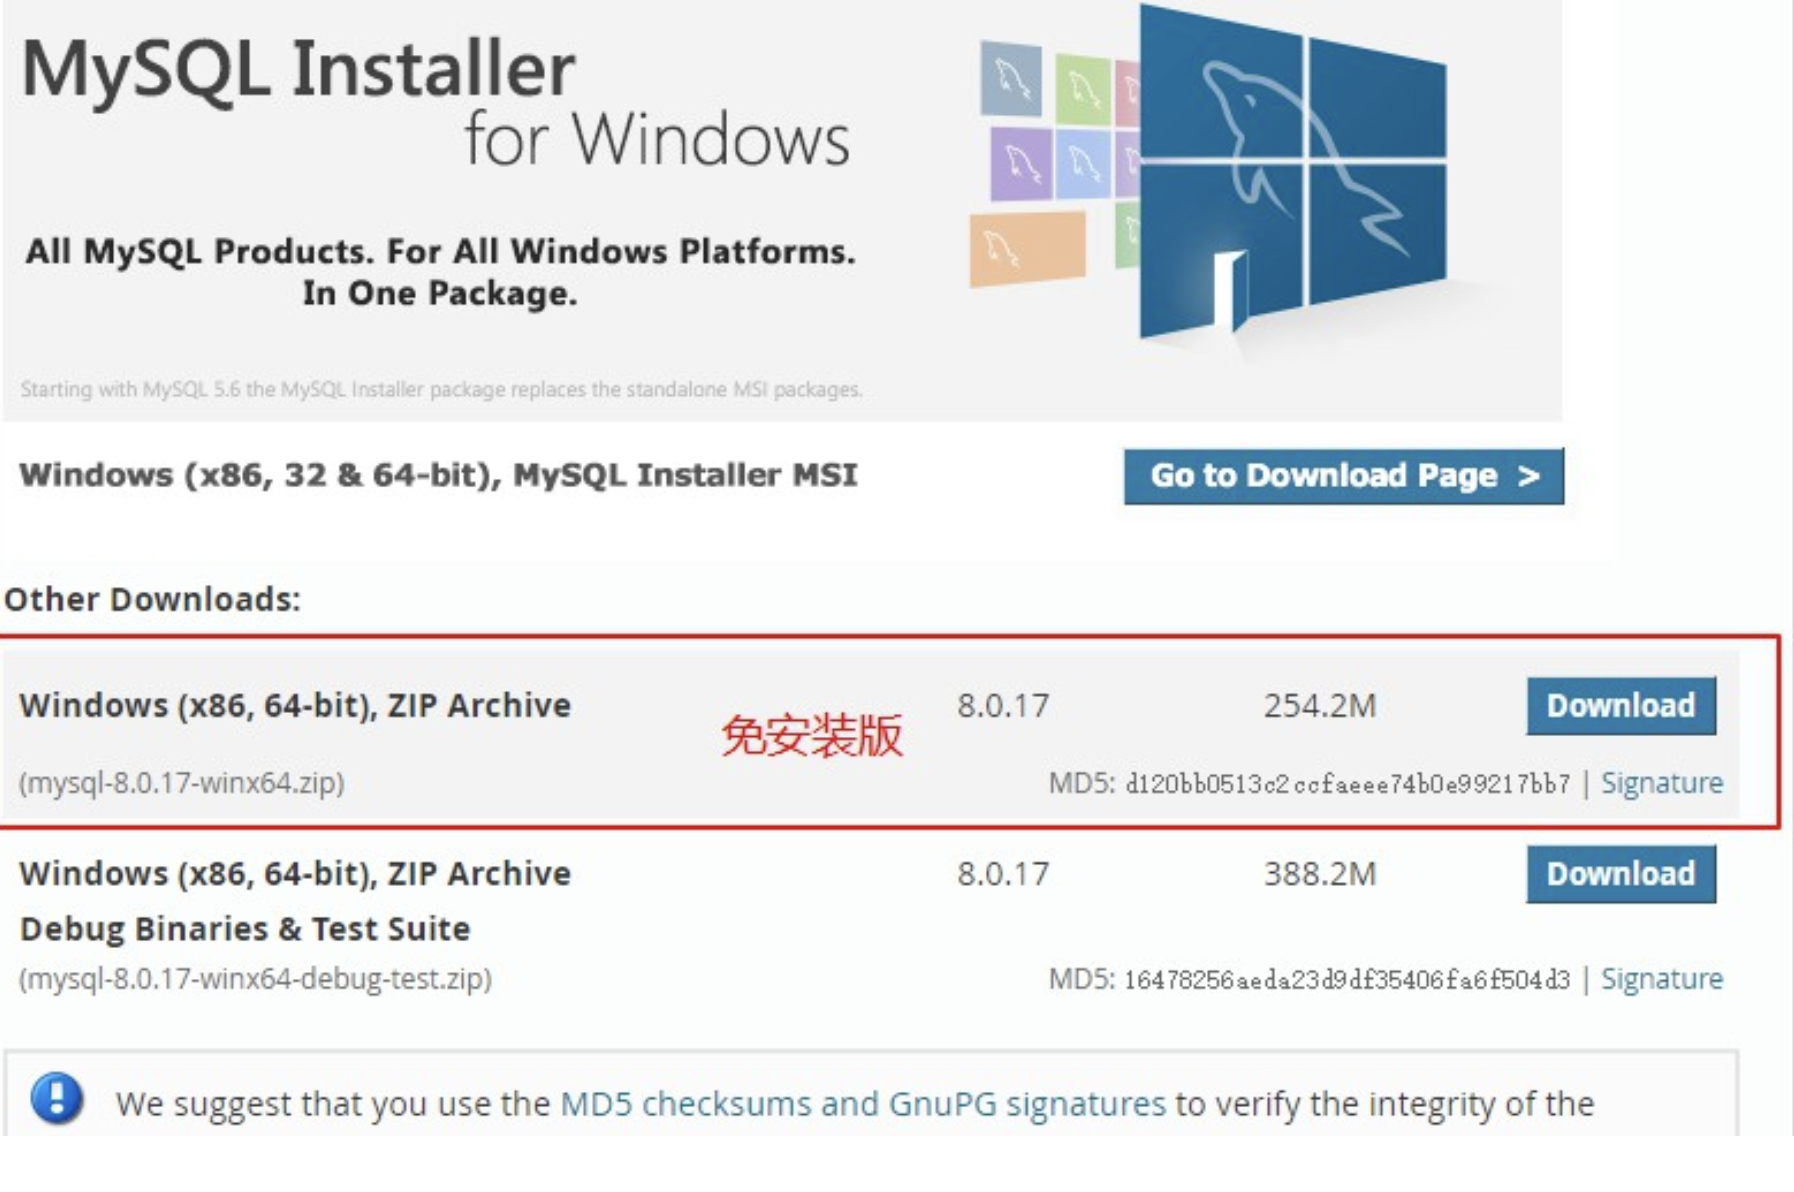 MySQL Installer
for Windows
All MySQL Products. For All Windows Platforms.
In One Package.
Starting with MySQL 5.6 the MySQL Installer package replaces the standalone MSI packages.
Windows (x86, 32 & 64-bit), MySQL Installer MSI
Go to Download Page >
Other Downloads:
Windows (x86, 64-bit), ZIP Archive 8.0.17 254.2M Download
免安装版
(mysql-8.0.17-winx64.zip) MD5: d120bb0513c2ccfaeee74b0e99217bb7 | Signature
Windows (x86, 64-bit), ZIP Archive 8.0.17 388.2M Download
Debug Binaries & Test Suite
(mysql-8.0.17-winx64-debug-test.zip) MD5: 16478256aeda23d9df35406fa6f504d3 | Signature
We suggest that you use the MD5 checksums and GnuPG signatures to verify the integrity of the